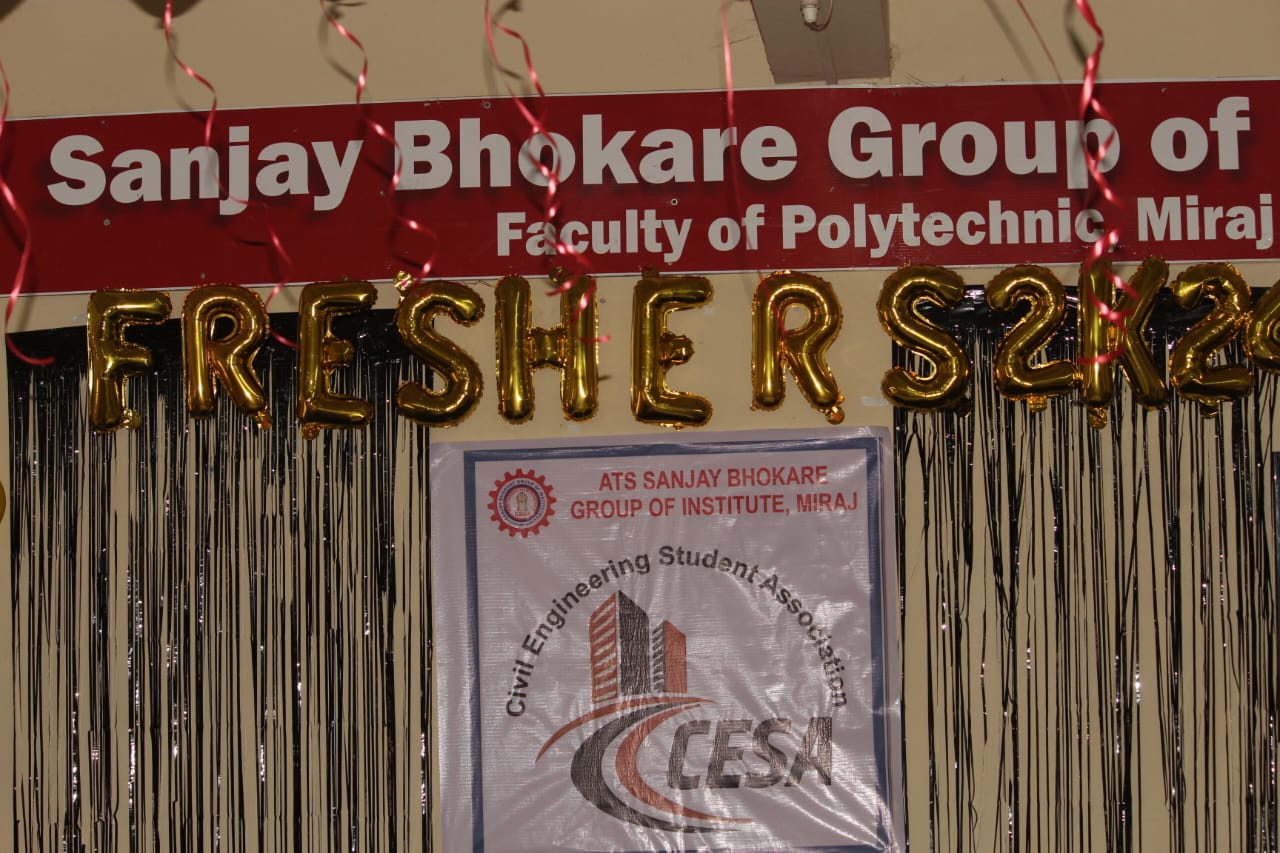 Sanjay Bhokare Group of
Faculty of Polytechnic, Miraj
FRESHERS2K2
ATS SANJAY BHOKARE
GROUP OF INSTITUTE, MIRAJ
Civil Engineering Student Association
CESA